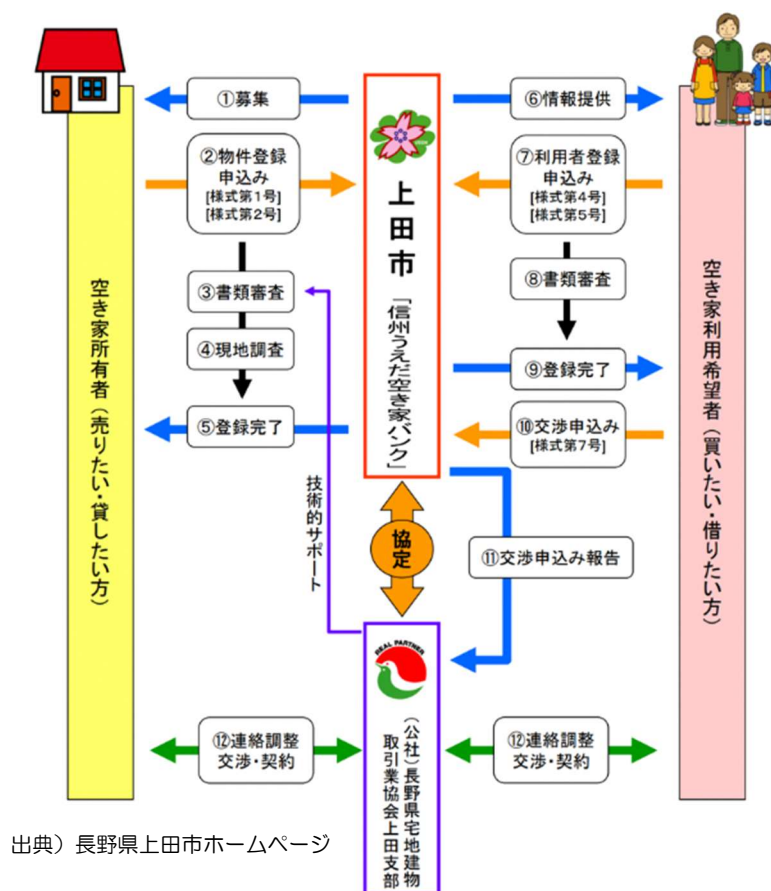 ①募集
⑥情報提供
②物件登録
申込み
[様式第1号]
[様式第2号]
⑦利用者登録
申込み
[様式第4号]
[様式第5号]
上田市
「信州うえだ空き家バンク」
③書類審査
⑧書類審査
④現地調査
⑨登録完了
⑤登録完了
⑩交渉申込み
[様式第7号]
空き家所有者(売りたい・貸したい方)
空き家利用希望者(買いたい・借りたい方)
技術的サポート
協定
⑪交渉申込み報告
REAL PARTNER
(公社)長野県宅地建物
取引業協会上田支部
⑫連絡調整
交渉・契約
⑫連絡調整
交渉・契約
出典）長野県上田市ホームページ